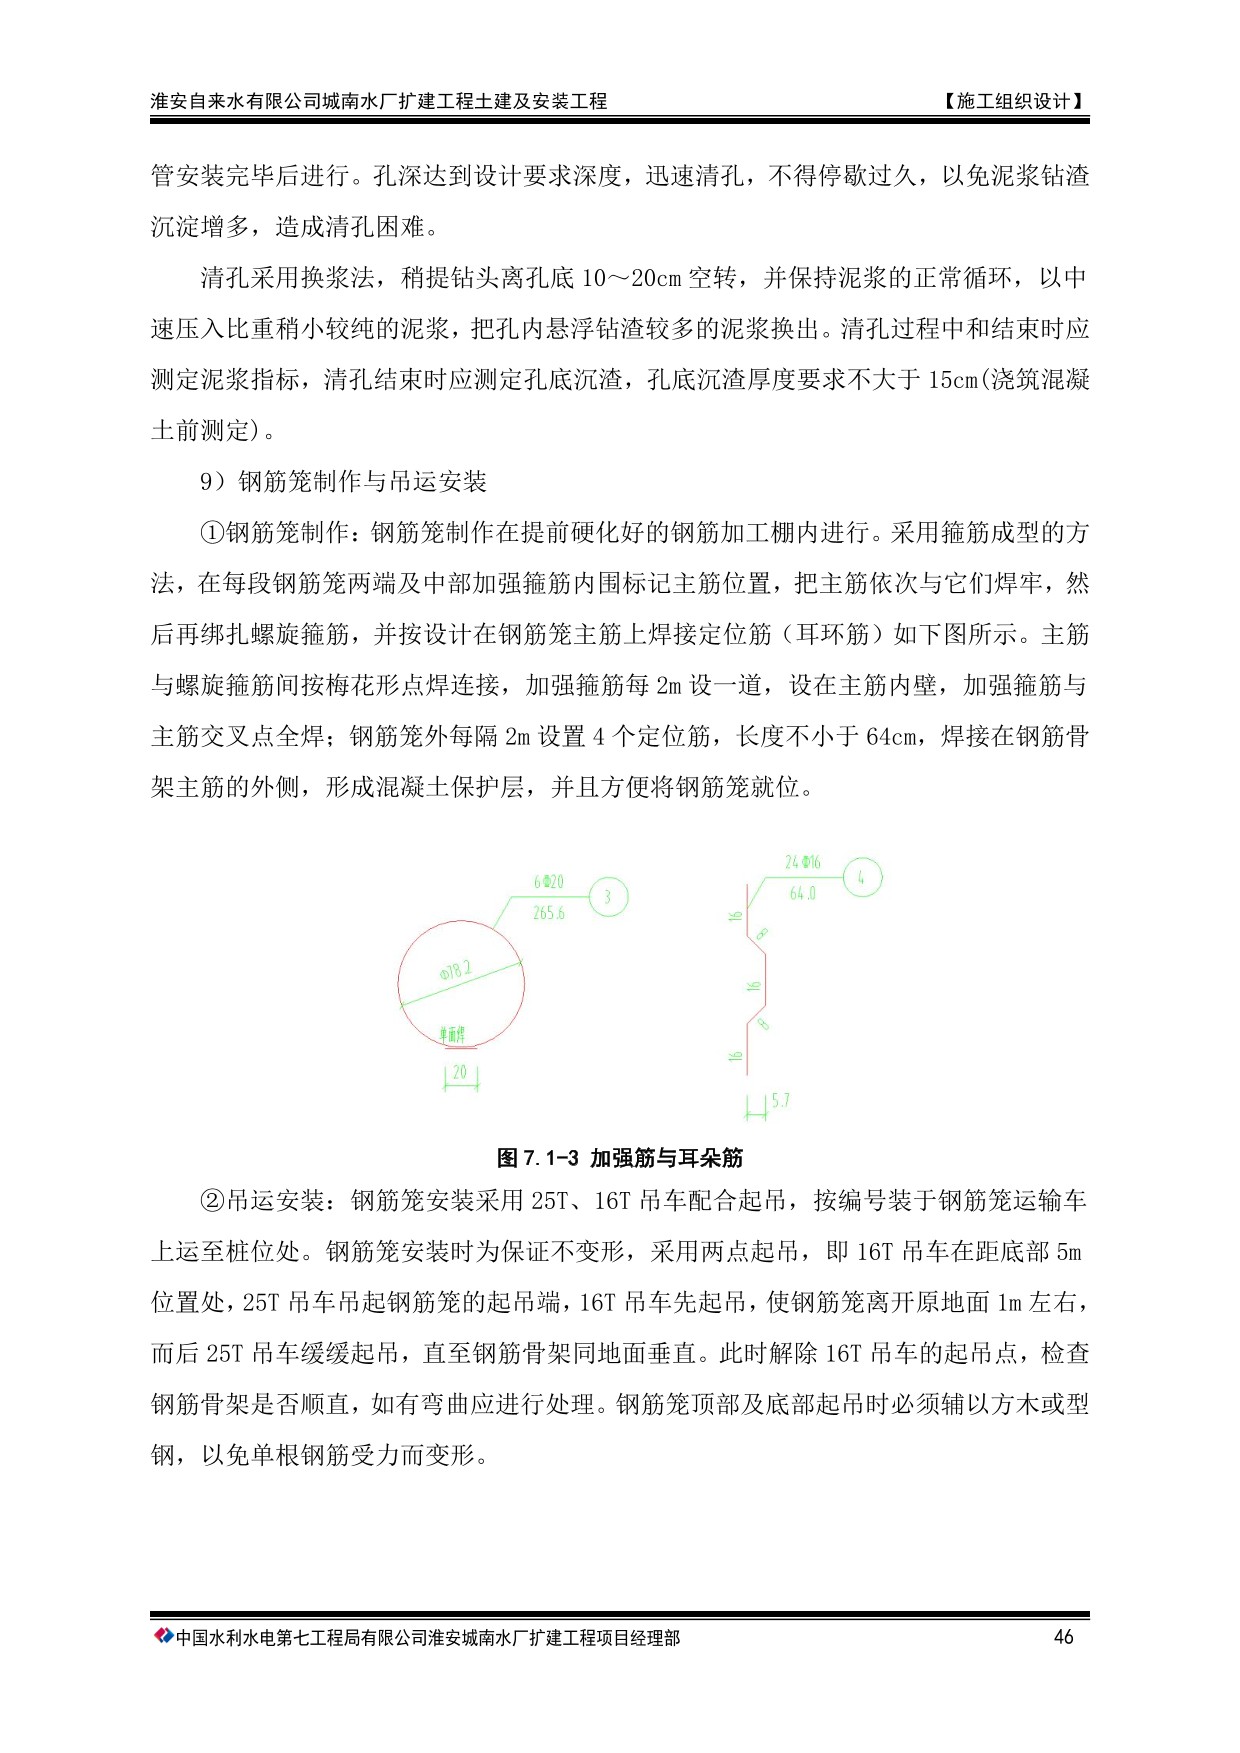 淮安自来水有限公司城南水厂扩建工程土建及安装工程 【施工组织设计】
管安装完毕后进行。孔深达到设计要求深度，迅速清孔，不得停歇过久，以免泥浆钻渣
沉淀增多，造成清孔困难。
清孔采用换浆法，稍提钻头离孔底 10～20cm 空转，并保持泥浆的正常循环，以中
速压入比重稍小较纯的泥浆，把孔内悬浮钻渣较多的泥浆换出。清孔过程中和结束时应
测定泥浆指标，清孔结束时应测定孔底沉渣，孔底沉渣厚度要求不大于 15cm(浇筑混凝
土前测定)。
9）钢筋笼制作与吊运安装
①钢筋笼制作：钢筋笼制作在提前硬化好的钢筋加工棚内进行。采用箍筋成型的方
法，在每段钢筋笼两端及中部加强箍筋内围标记主筋位置，把主筋依次与它们焊牢，然
后再绑扎螺旋箍筋，并按设计在钢筋笼主筋上焊接定位筋（耳环筋）如下图所示。主筋
与螺旋箍筋间按梅花形点焊连接，加强箍筋每 2m 设一道，设在主筋内壁，加强箍筋与
主筋交叉点全焊；钢筋笼外每隔 2m 设置 4 个定位筋，长度不小于 64cm，焊接在钢筋骨
架主筋的外侧，形成混凝土保护层，并且方便将钢筋笼就位。
6Φ20
265.6
3
Φ78.2
单面焊
20
24Φ16
64.0
4
16
8
16
8
16
5.7
图 7.1-3 加强筋与耳朵筋
②吊运安装：钢筋笼安装采用 25T、16T 吊车配合起吊，按编号装于钢筋笼运输车
上运至桩位处。钢筋笼安装时为保证不变形，采用两点起吊，即 16T 吊车在距底部 5m
位置处，25T 吊车吊起钢筋笼的起吊端，16T 吊车先起吊，使钢筋笼离开原地面 1m 左右，
而后 25T 吊车缓缓起吊，直至钢筋骨架同地面垂直。此时解除 16T 吊车的起吊点，检查
钢筋骨架是否顺直，如有弯曲应进行处理。钢筋笼顶部及底部起吊时必须辅以方木或型
钢，以免单根钢筋受力而变形。
中国水利水电第七工程局有限公司淮安城南水厂扩建工程项目经理部 46